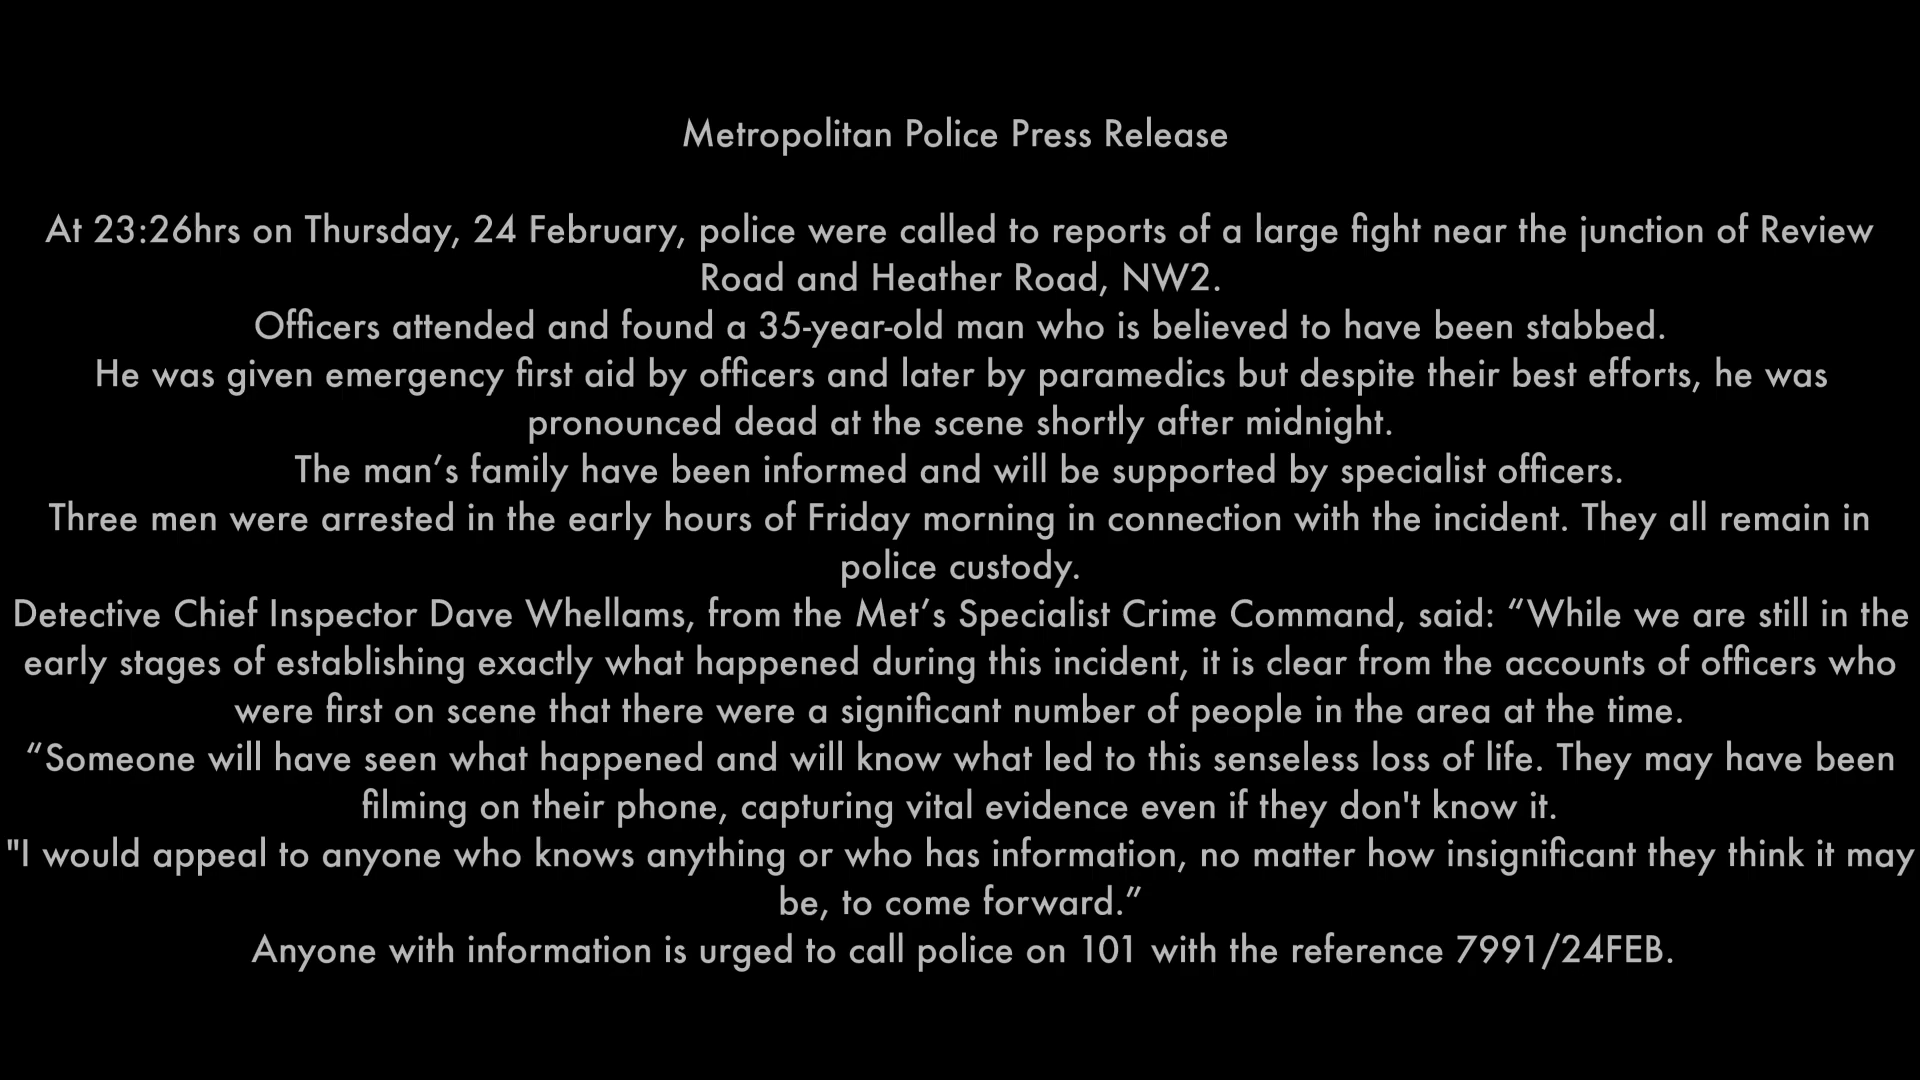 Metropolitan Police Press Release
At 23:26hrs on Thursday, 24 February, police were called to reports of a large fight near the junction of Review
Road and Heather Road, NW2.
Officers attended and found a 35-year-old man who is believed to have been stabbed.
He was given emergency first aid by officers and later by paramedics but despite their best efforts, he was
pronounced dead at the scene shortly after midnight.
The man’s family have been informed and will be supported by specialist officers.
Three men were arrested in the early hours of Friday morning in connection with the incident. They all remain in
police custody.
Detective Chief Inspector Dave Whellams, from the Met’s Specialist Crime Command, said: “While we are still in the
early stages of establishing exactly what happened during this incident, it is clear from the accounts of officers who
were first on scene that there were a significant number of people in the area at the time.
“Someone will have seen what happened and will know what led to this senseless loss of life. They may have been
filming on their phone, capturing vital evidence even if they don't know it.
"I would appeal to anyone who knows anything or who has information, no matter how insignificant they think it may
be, to come forward.”
Anyone with information is urged to call police on 101 with the reference 7991/24FEB.